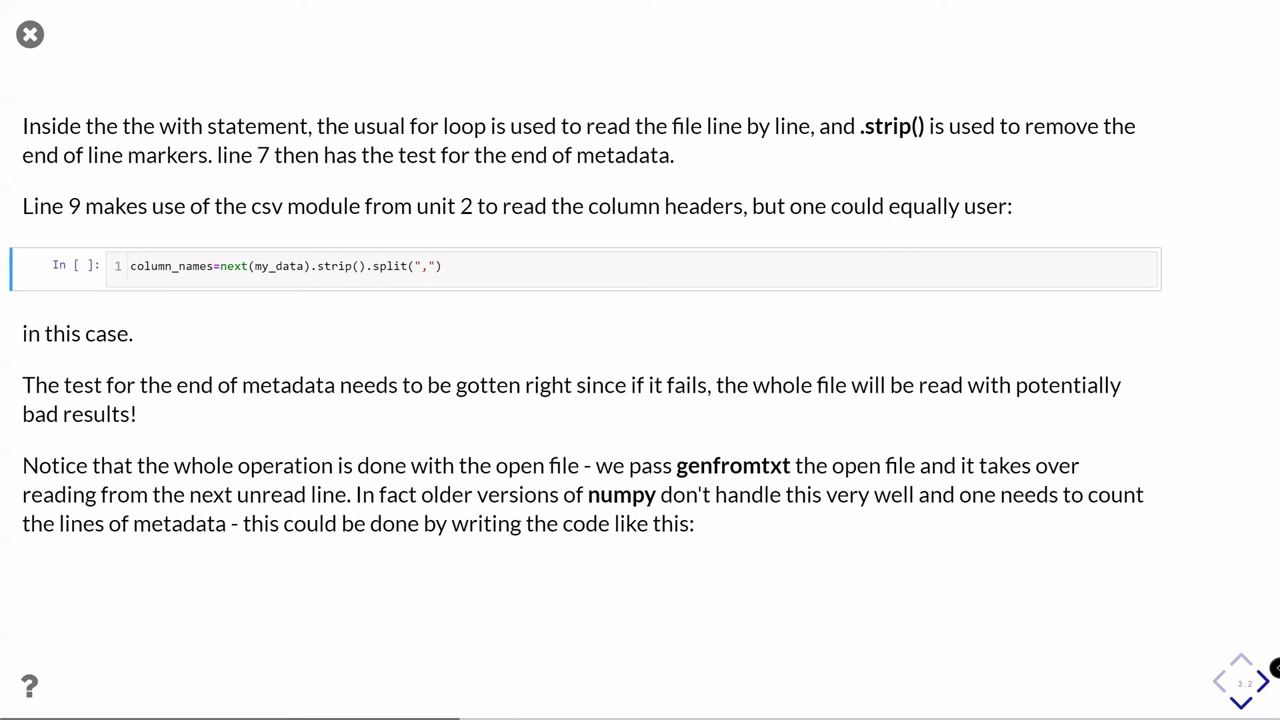 Inside the the with statement, the usual for loop is used to read the file line by line, and .strip() is used to remove the
end of line markers. line 7 then has the test for the end of metadata.
Line 9 makes use of the csv module from unit 2 to read the column headers, but one could equally user:
In [ ]: 1 column_names=next(my_data).strip().split(",")
in this case.
The test for the end of metadata needs to be gotten right since if it fails, the whole file will be read with potentially
bad results!
Notice that the whole operation is done with the open file - we pass genfromtxt the open file and it takes over
reading from the next unread line. In fact older versions of numpy don't handle this very well and one needs to count
the lines of metadata - this could be done by writing the code like this:
?
3.2